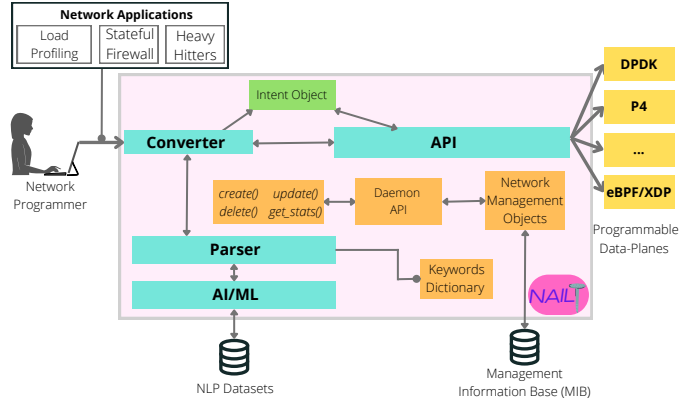 Network Applications
Load
Profiling
Stateful
Firewall
Heavy
Hitters
Network
Programmer
Intent Object
Converter
API
DPDK
P4
...
eBPF/XDP
Programmable
Data-Planes
create() update()
delete() get_stats()
Daemon
API
Network
Management
Objects
Parser
AI/ML
Keywords
Dictionary
NAIL
NLP Datasets
Management
Information Base (MIB)